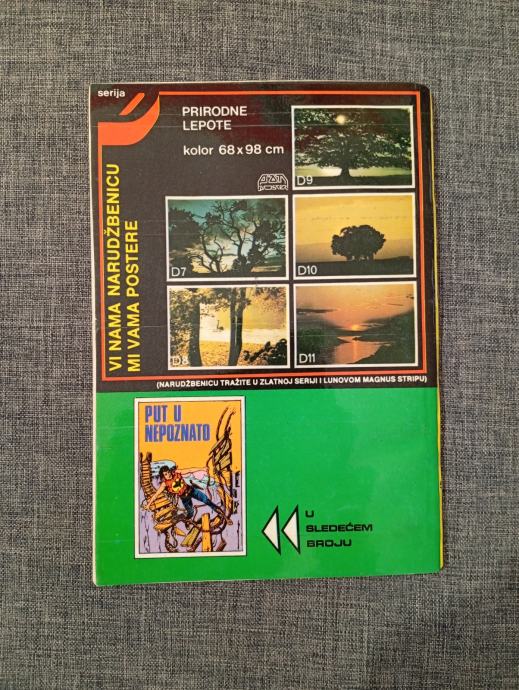 serija
PRIRODNE
LEPOTE
kolor 68 x 98 cm
D9
D7
D10
D8
D11
VI NAMA NARUDŽBENICU
MI VAMA POSTERE
(NARUDŽBENICU TRAŽITE U ZLATNOJ SERIJI I LUNOVOM MAGNUS STRIPU)
PUT U
NEPOZNATO
U
SLEDEĆEM
BROJU